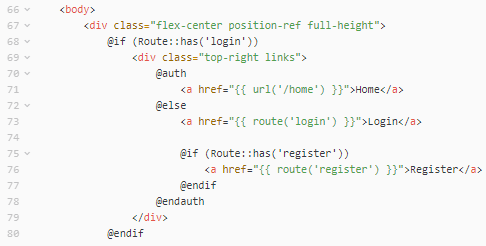 66 <body>
67     <div class="flex-center position-ref full-height">
68         @if (Route::has('login'))
69             <div class="top-right links">
70                 @auth
71                     <a href="{{ url('/home') }}">Home</a>
72                 @else
73                     <a href="{{ route('login') }}">Login</a>
74
75                     @if (Route::has('register'))
76                         <a href="{{ route('register') }}">Register</a>
77                     @endif
78                 @endauth
79             </div>
80         @endif